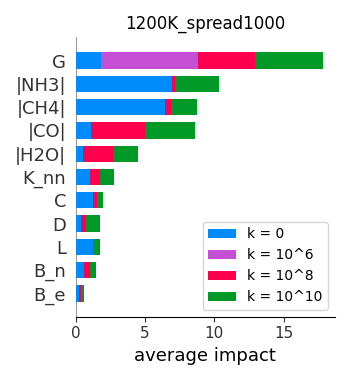 1200K_spread1000
G
|NH3|
|CH4|
|CO|
|H2O|
K_nn
C
D
L
B_n
B_e
k = 0
k = 10^6
k = 10^8
k = 10^10
0 5 10 15
average impact